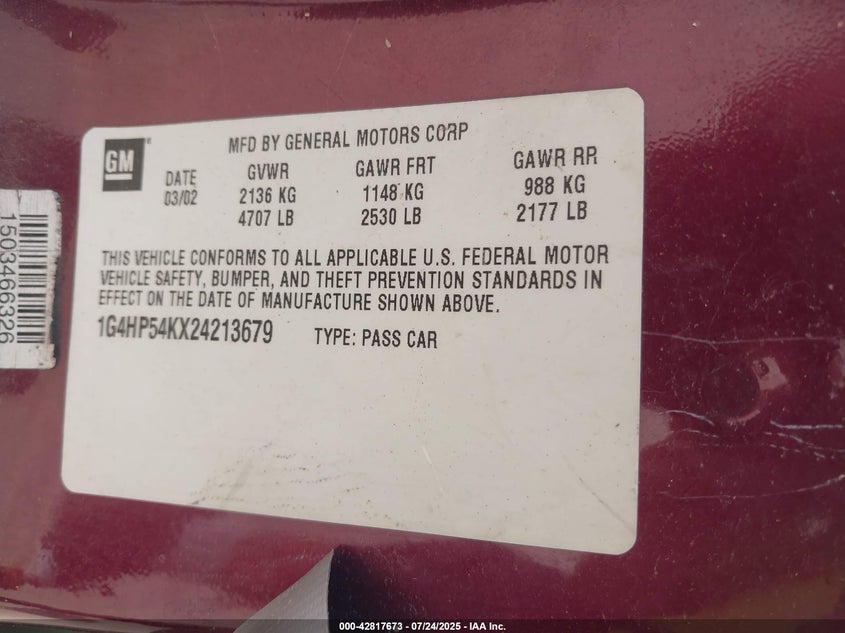 GM
MFD BY GENERAL MOTORS CORP
DATE GVWR GAWR FRT GAWR RR
03/02 2136 KG 1148 KG 988 KG
4707 LB 2530 LB 2177 LB
THIS VEHICLE CONFORMS TO ALL APPLICABLE U.S. FEDERAL MOTOR
VEHICLE SAFETY, BUMPER, AND THEFT PREVENTION STANDARDS IN
EFFECT ON THE DATE OF MANUFACTURE SHOWN ABOVE.
1G4HP54KX24213679 TYPE: PASS CAR
1503466326
000-42817673 - 07/24/2025 - IAA Inc.